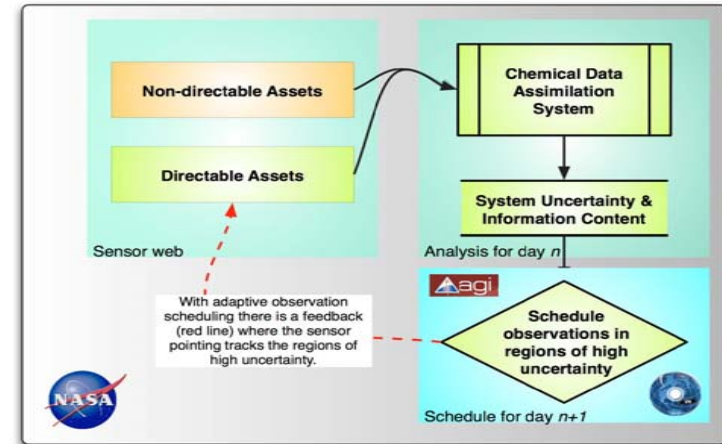 Non-directable Assets
Directable Assets
Sensor web
Chemical Data
Assimilation
System
System Uncertainty &
Information Content
Analysis for day n
With adaptive observation
scheduling there is a feedback
(red line) where the sensor
pointing tracks the regions of
high uncertainty.
agi
Schedule
observations in
regions of high
uncertainty
Schedule for day n+1
NASA